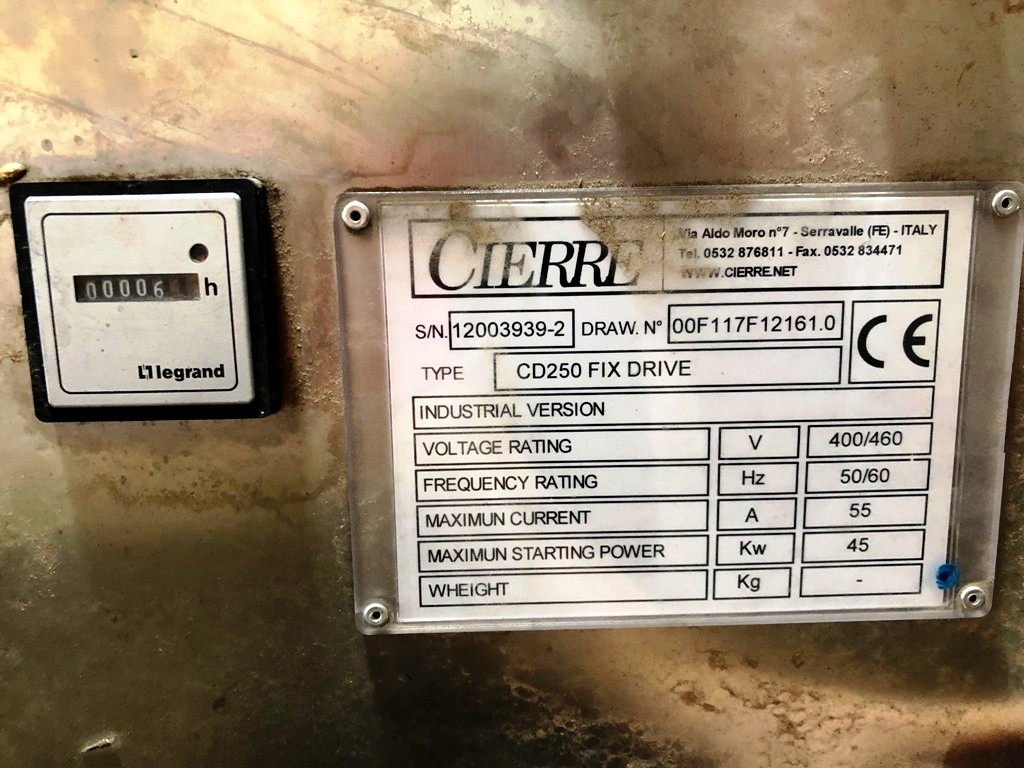 00006 h
legrand
CIERRE
Via Aldo Moro n°7 - Serravalle (FE) - ITALY
Tel. 0532 876811 - Fax. 0532 834471
WWW.CIERRE.NET
S/N. 12003939-2 DRAW. N° 00F117F12161.0
CE
TYPE CD250 FIX DRIVE
INDUSTRIAL VERSION
VOLTAGE RATING V 400/460
FREQUENCY RATING Hz 50/60
MAXIMUN CURRENT A 55
MAXIMUN STARTING POWER Kw 45
WHEIGHT Kg -